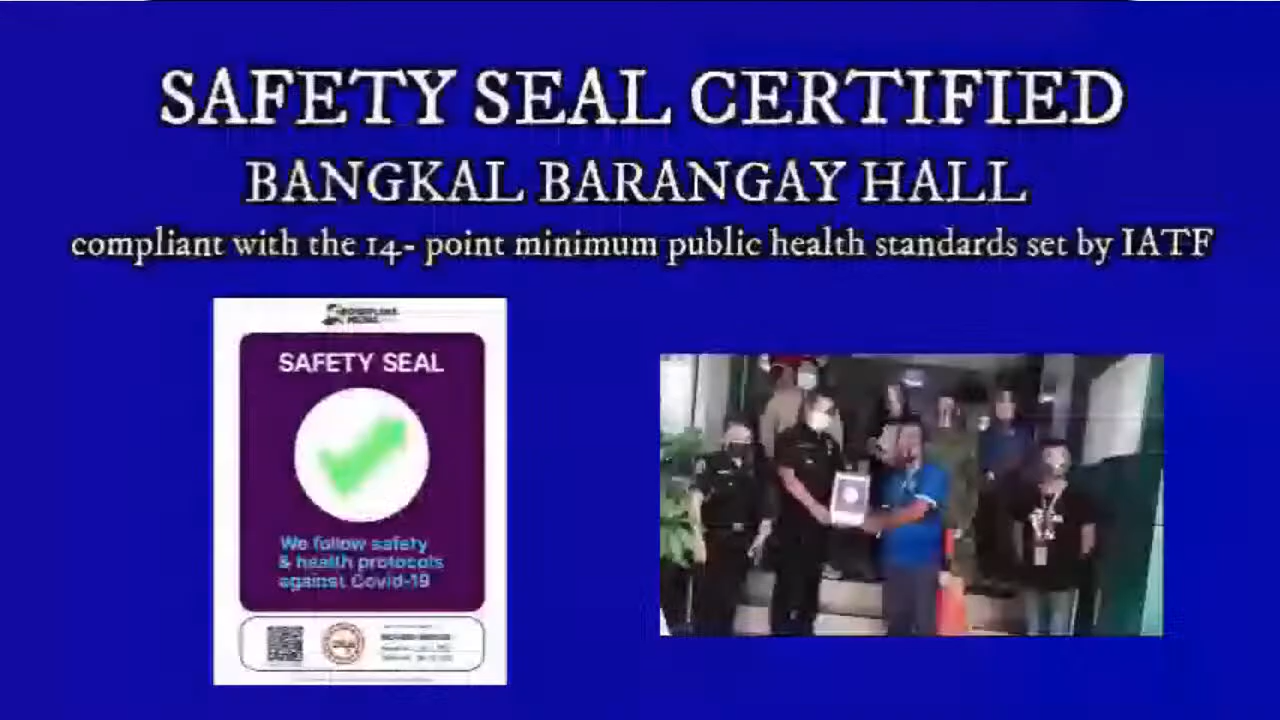 SAFETY SEAL CERTIFIED
BANGKAL BARANGAY HALL
compliant with the 14- point minimum public health standards set by IATF
SAFETY SEAL
We follow safety
& health protocols
against Covid-19